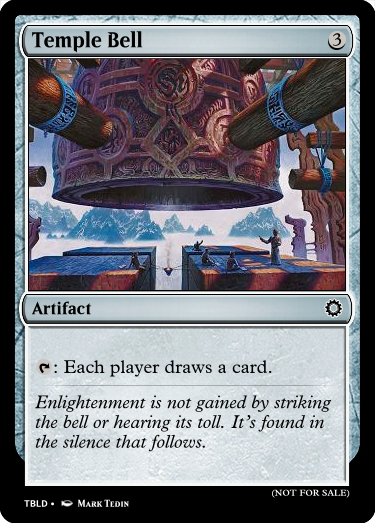 Temple Bell 3
Artifact
: Each player draws a card.
Enlightenment is not gained by striking
the bell or hearing its toll. It's found in
the silence that follows.
(NOT FOR SALE)
TBLD • Mark Tedin